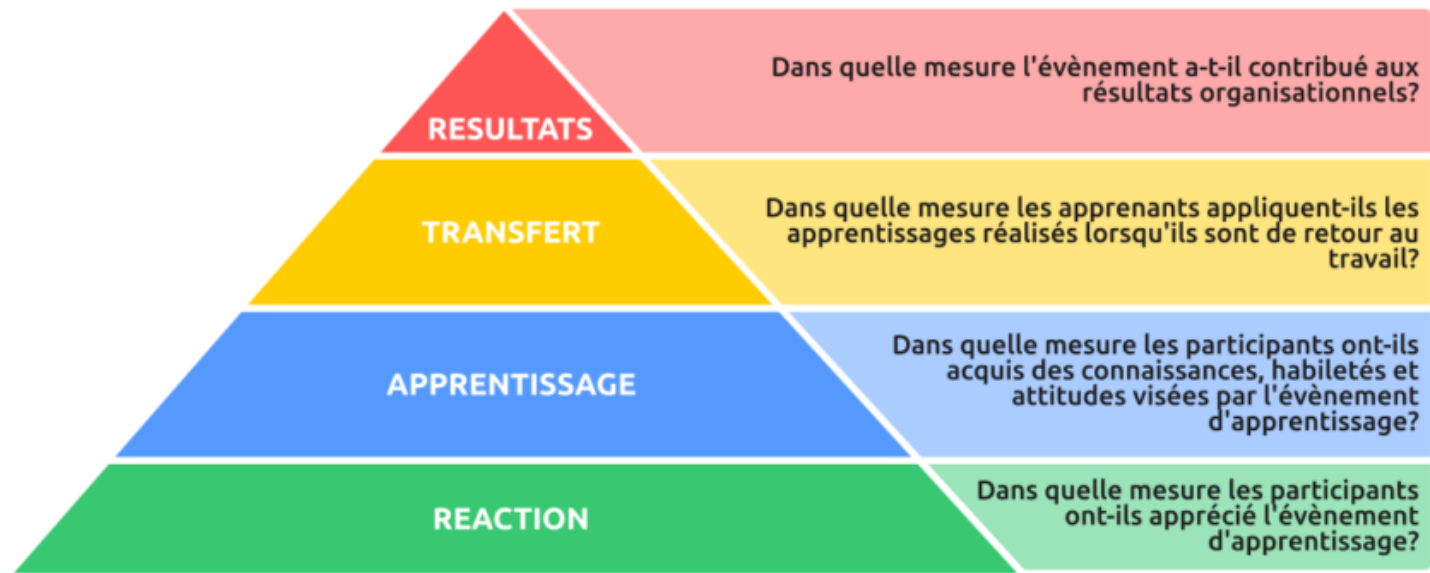 Dans quelle mesure l'évènement a-t-il contribué aux
résultats organisationnels?
RESULTATS
Dans quelle mesure les apprenants appliquent-ils les
apprentissages réalisés lorsqu'ils sont de retour au
travail?
TRANSFERT
Dans quelle mesure les participants ont-ils
acquis des connaissances, habiletés et
attitudes visées par l'évènement
d'apprentissage?
APPRENTISSAGE
Dans quelle mesure les participants
ont-ils apprécié l'évènement
d'apprentissage?
REACTION